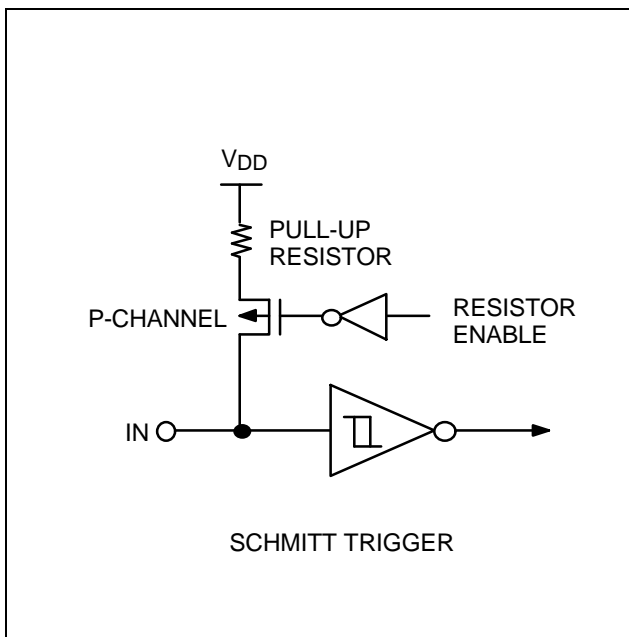 VDD
PULL-UP
RESISTOR
P-CHANNEL
RESISTOR
ENABLE
IN
SCHMITT TRIGGER